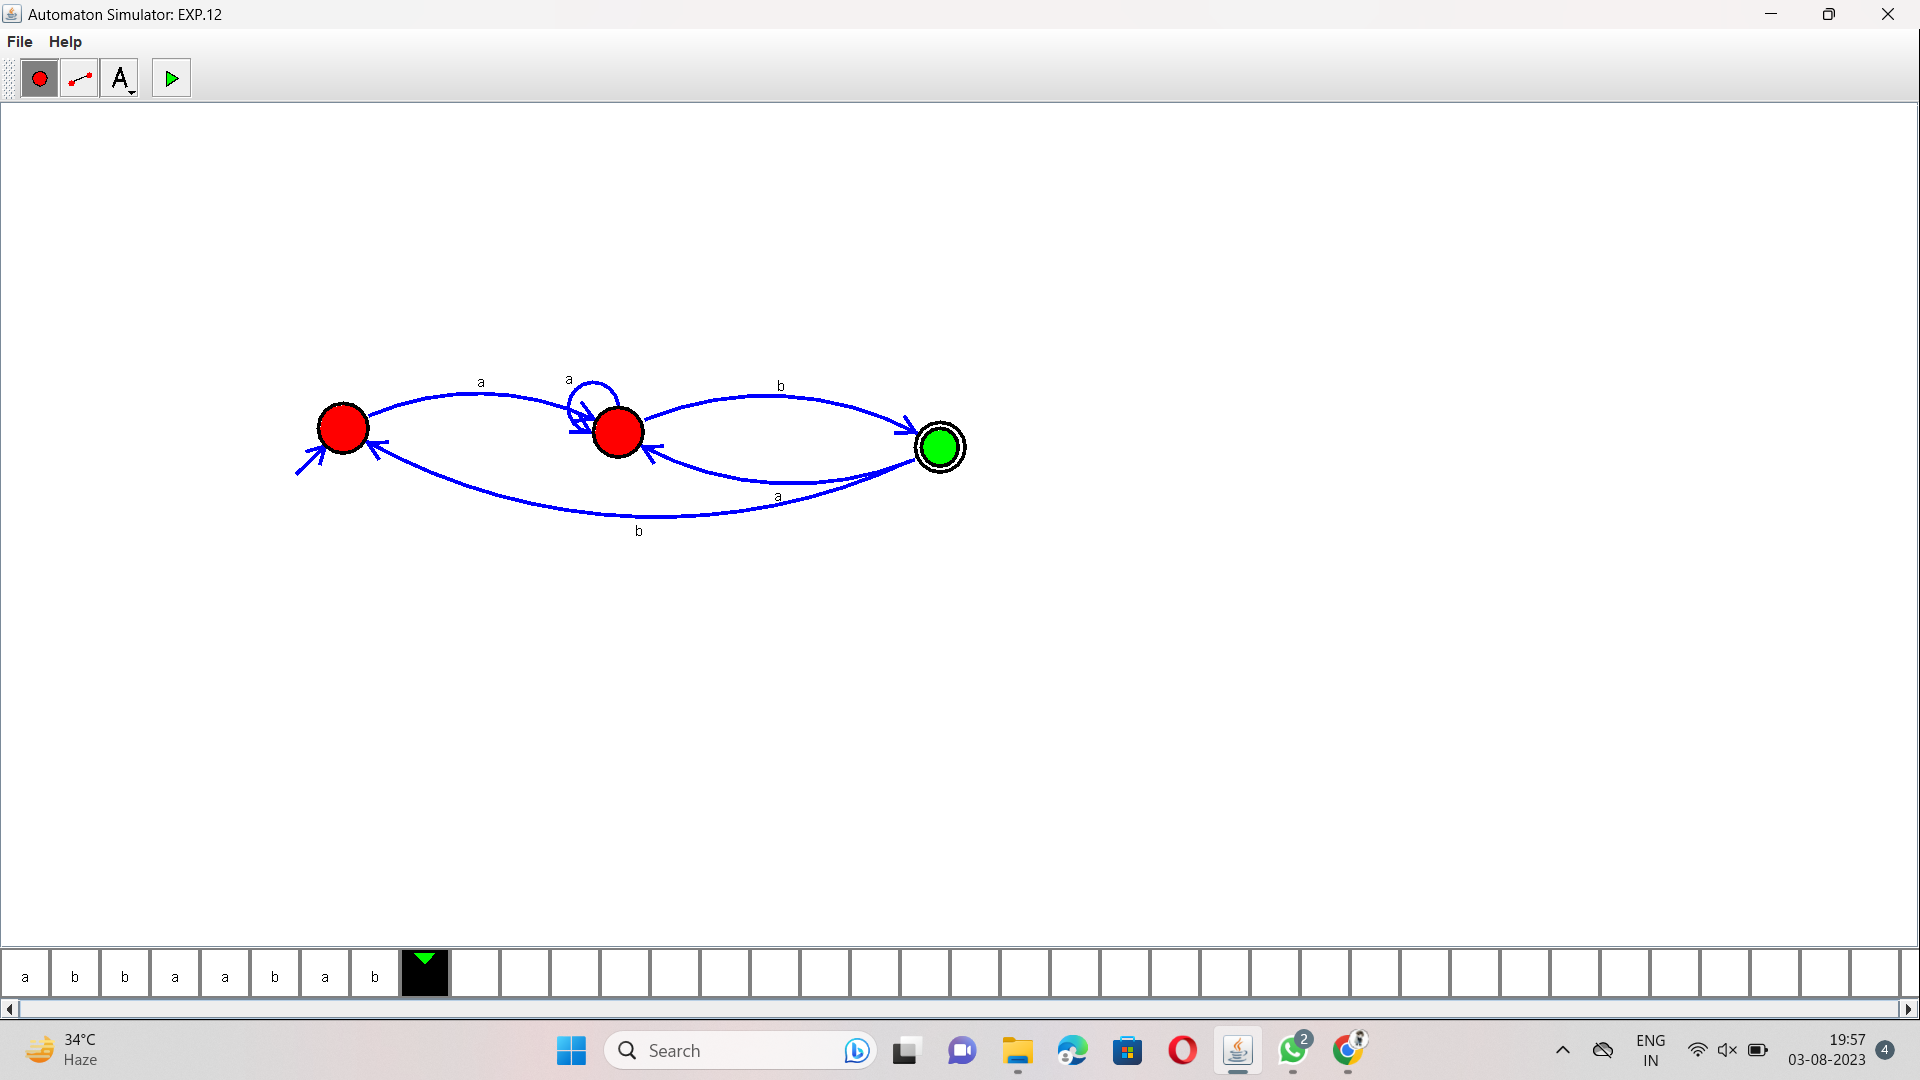 Automaton Simulator: EXP.12
File Help
A
a
a
b
a
b
a b b a a b a b
34°C
Haze
Search
2
ENG
IN
19:57
03-08-2023
4